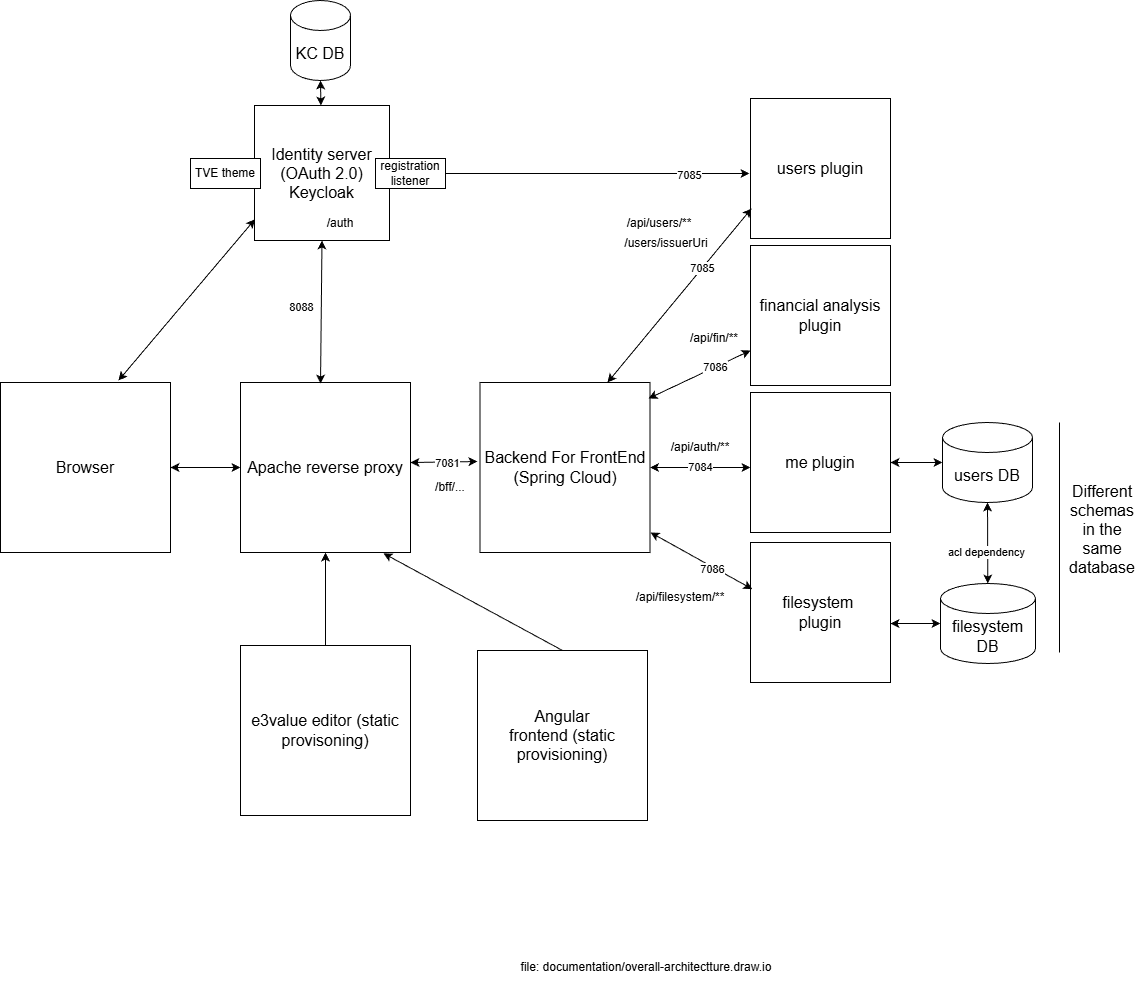 KC DB
Identity server
(OAuth 2.0)
Keycloak
/auth
TVE theme
registration
listener
7085
users plugin
/api/users/**
/users/issuerUri
7085
8088
financial analysis
plugin
/api/fin/**
7086
Browser
Apache reverse proxy
7081
/bff/...
Backend For FrontEnd
(Spring Cloud)
/api/auth/**
7084
me plugin
users DB
acl dependency
Different
schemas
in the
same
database
7086
/api/filesystem/**
filesystem
plugin
filesystem
DB
e3value editor (static
provisoning)
Angular
frontend (static
provisioning)
file: documentation/overall-architectture.draw.io